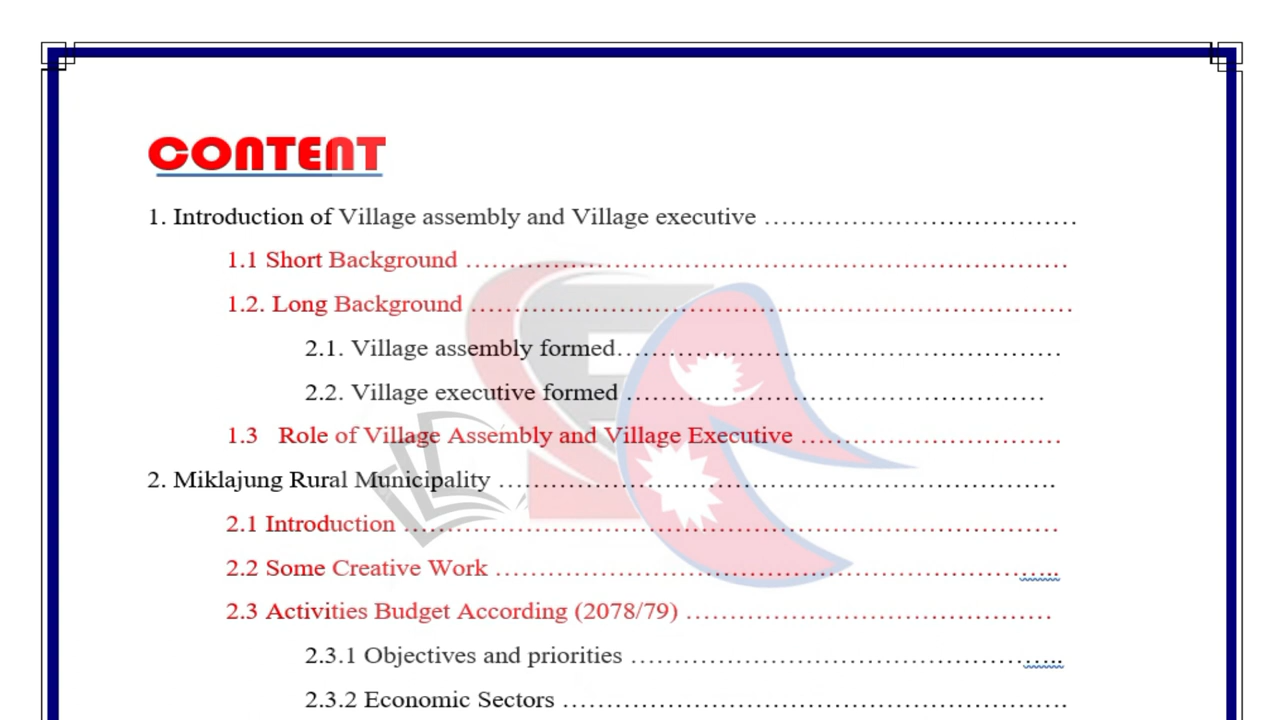 CONTENT
1. Introduction of Village assembly and Village executive ……………………………………
1.1 Short Background ………………………………………………………………………
1.2. Long Background ………………………………………………………………………
2.1. Village assembly formed……………………………………………………
2.2. Village executive formed ……………………………………………………
1.3 Role of Village Assembly and Village Executive ………………………………
2. Miklajung Rural Municipality …………………………………………………………………
2.1 Introduction ………………………………………………………………………………
2.2 Some Creative Work ……………………………………………………………………..
2.3 Activities Budget According (2078/79) ……………………………………………
2.3.1 Objectives and priorities …………………………………………………..
2.3.2 Economic Sectors …………………………………………………………….